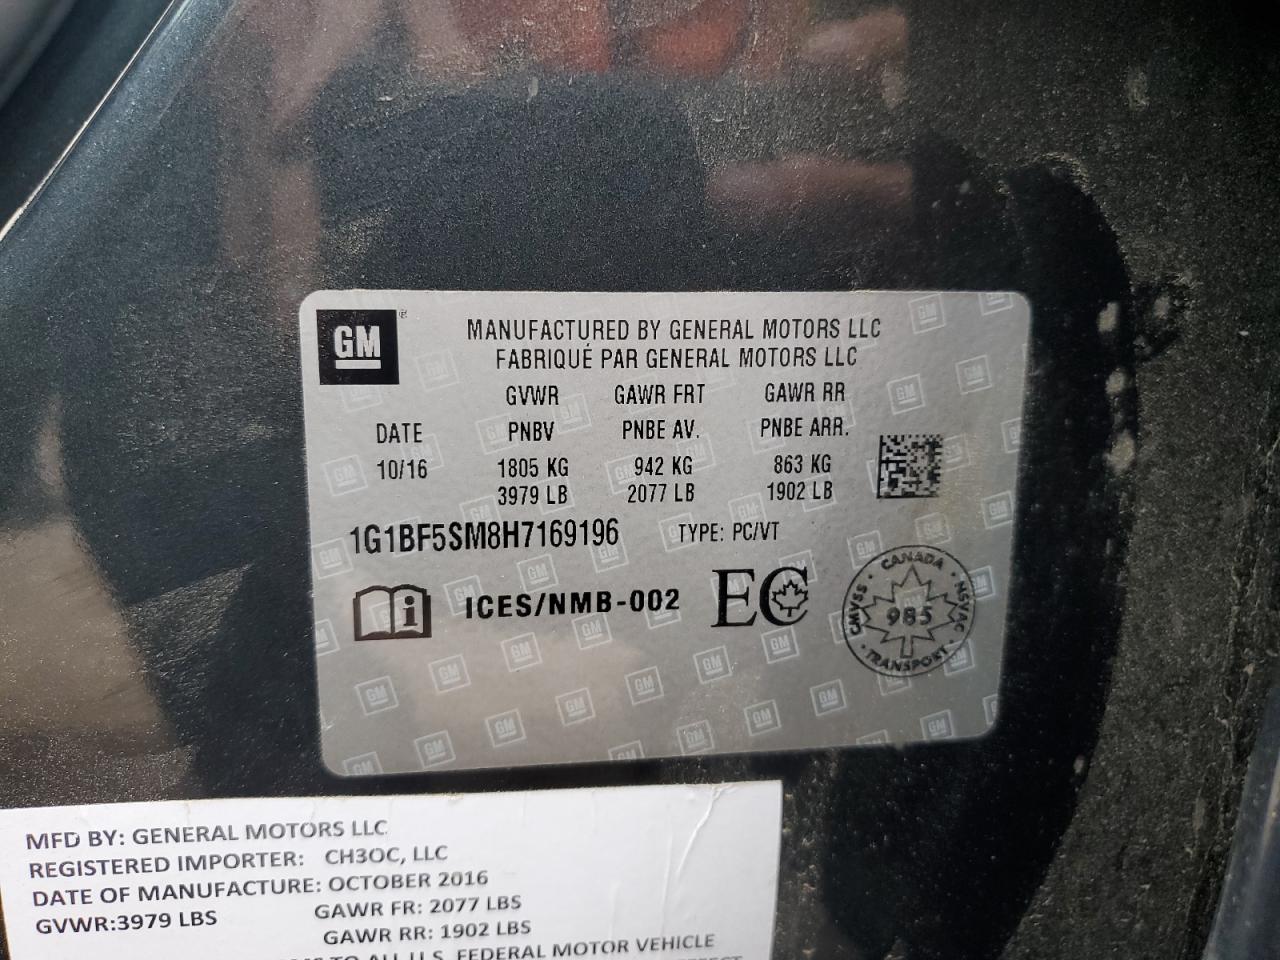 GM
MANUFACTURED BY GENERAL MOTORS LLC
FABRIQUÉ PAR GENERAL MOTORS LLC
GVWR GAWR FRT GAWR RR
DATE PNBV PNBE AV. PNBE ARR.
10/16 1805 KG 942 KG 863 KG
3979 LB 2077 LB 1902 LB
1G1BF5SM8H7169196 TYPE: PC/VT
i ICES/NMB-002 EC
CANADA
CMVSS 985 NSVAC
TRANSPORT
MFD BY: GENERAL MOTORS LLC
REGISTERED IMPORTER: CH3OC, LLC
DATE OF MANUFACTURE: OCTOBER 2016
GVWR:3979 LBS GAWR FR: 2077 LBS
GAWR RR: 1902 LBS
TO ALL U.S. FEDERAL MOTOR VEHICLE